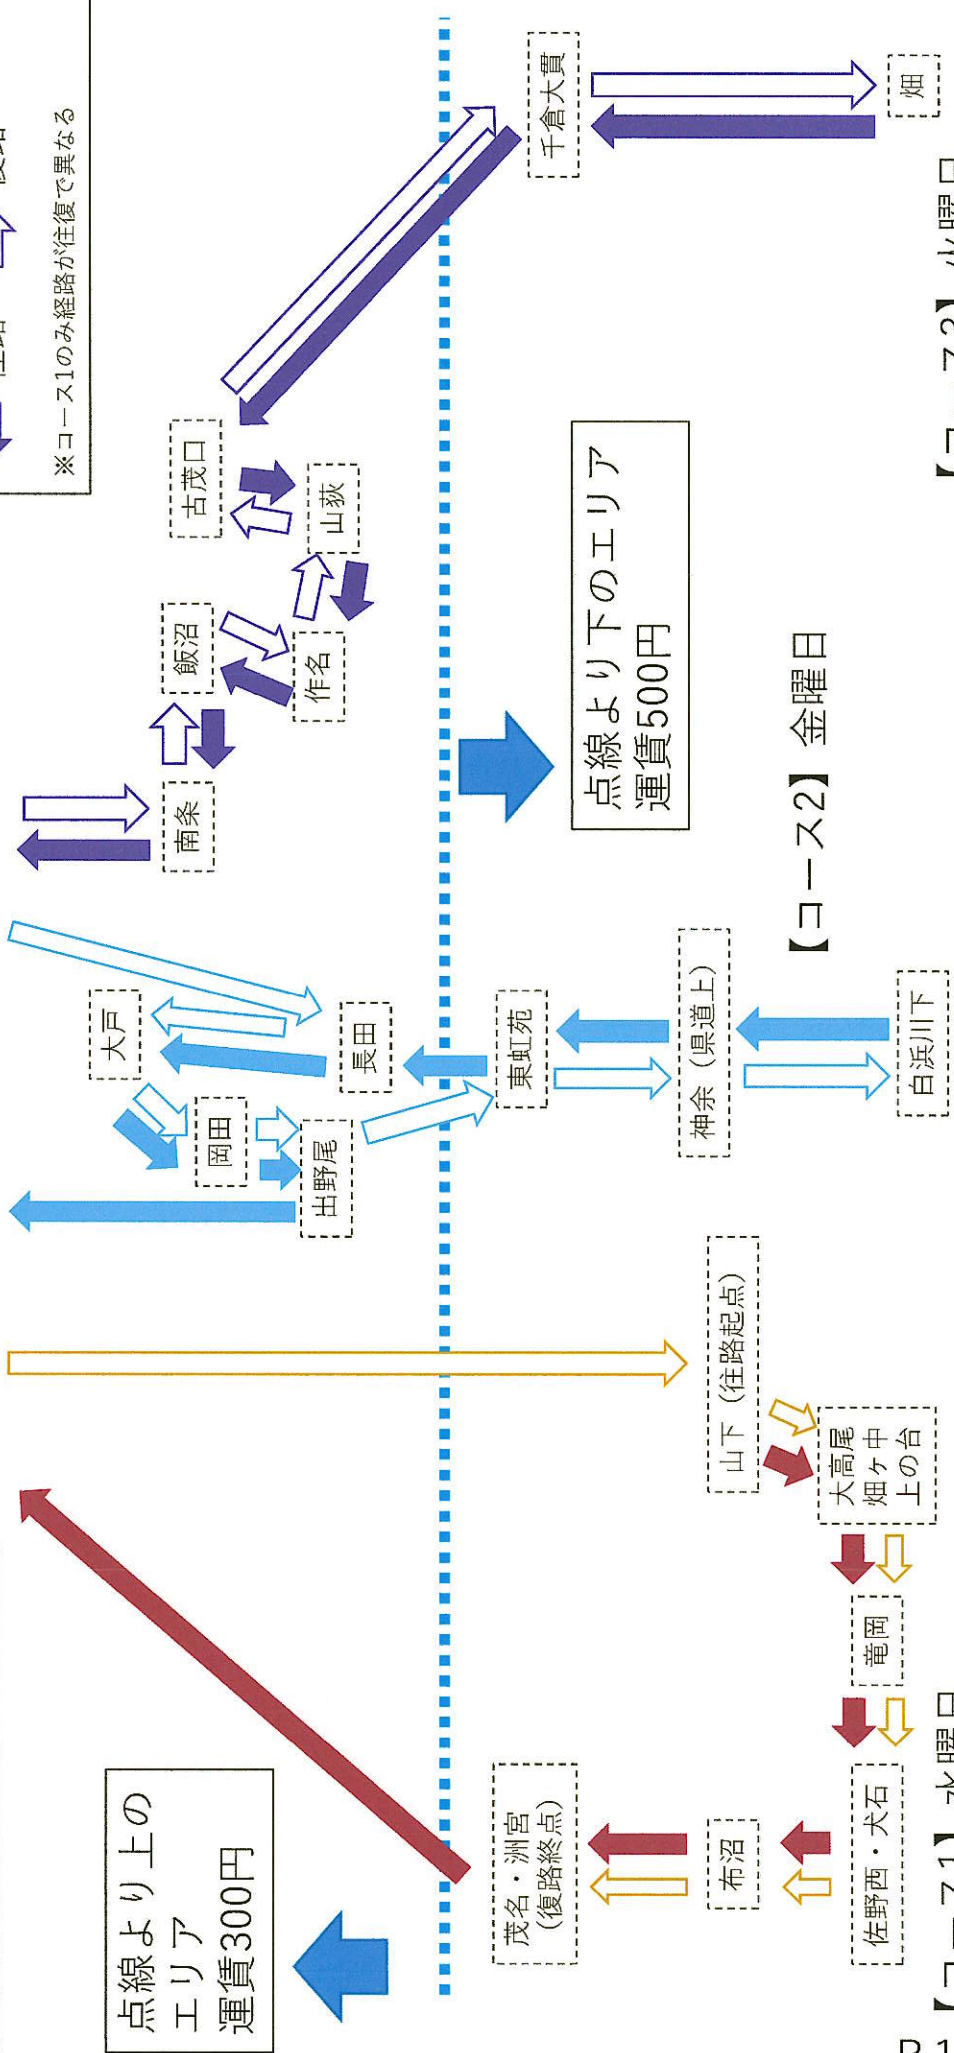 ※コース1のみ経路が往復で異なる
点線より上の
エリア
運賃300円
大戸
岡田
出野尾
長田
南条
飯沼
作名
古茂口
山荻
茂名・洲宮
（復路終点）
東虹苑
点線より下のエリア
運賃500円
千倉大貫
布沼
山下（往路起点）
神余（県道上）
【コース2】金曜日
佐野西・犬石
竜岡
大高尾
畑ヶ中
上の台
白浜川下
畑